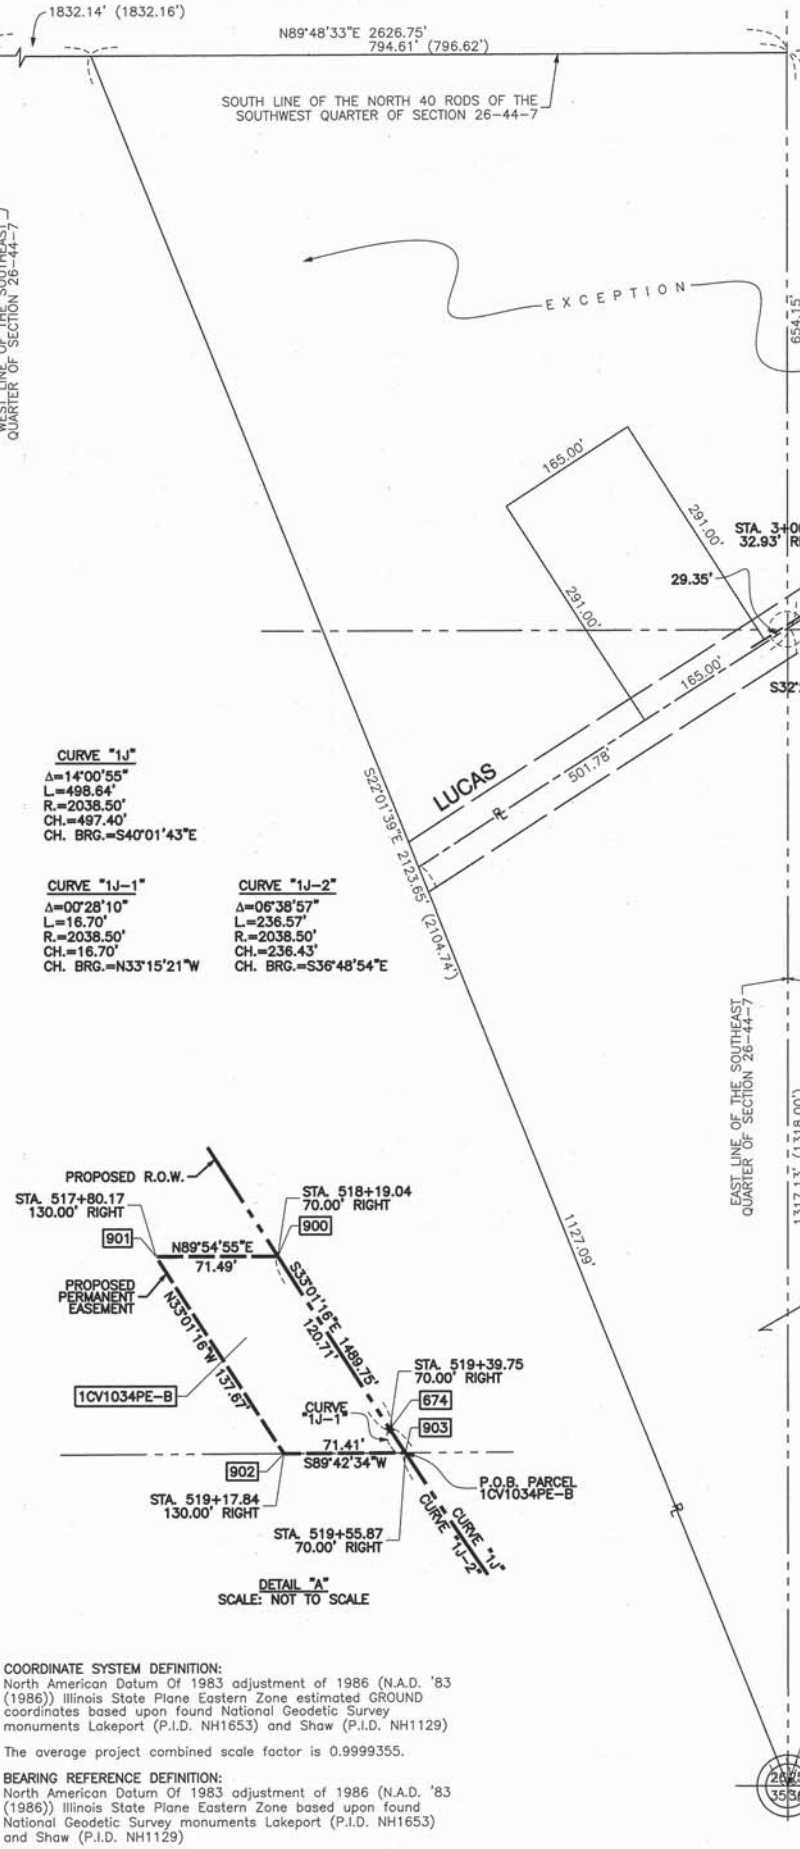 1832.14' (1832.16')
N89°48'33"E 2626.75'
794.61' (796.62')
SOUTH LINE OF THE NORTH 40 RODS OF THE
SOUTHWEST QUARTER OF SECTION 26-44-7
WEST LINE OF THE SOUTHEAST
QUARTER OF SECTION 26-44-7
EXCEPTION
654.15'
165.00'
291.00'
STA. 3+0
32.93'
29.35'
291.00'
165.00'
S32°
501.78'
LUCAS
S22°01'39"E 2123.65' (2104.74')
CURVE "1J"
Δ=14°00'55"
L=498.64'
R.=2038.50'
CH.=497.40'
CH. BRG.=S40°01'43"E
CURVE "1J-1"
Δ=00°28'10"
L=16.70'
R.=2038.50'
CH.=16.70'
CH. BRG.=N33°15'21"W
CURVE "1J-2"
Δ=06°38'57"
L=236.57'
R.=2038.50'
CH.=236.43'
CH. BRG.=S36°48'54"E
EAST LINE OF THE SOUTHEAST
QUARTER OF SECTION 26-44-7
1317.13' (1318.00')
1127.09'
PROPOSED R.O.W.
STA. 517+80.17
130.00' RIGHT
901
STA. 518+19.04
70.00' RIGHT
900
N89°54'55"E
71.49'
PROPOSED
PERMANENT
EASEMENT
N33°01'16"W 137.67'
S33°01'16"E 1489.75'
120.71'
1CV1034PE-B
STA. 519+39.75
70.00' RIGHT
674
CURVE
"1J-1"
903
71.41'
S89°42'34"W
902
STA. 519+17.84
130.00' RIGHT
P.O.B. PARCEL
1CV1034PE-B
STA. 519+55.87
70.00' RIGHT
CURVE "1J"
CURVE "1J-2"
DETAIL "A"
SCALE: NOT TO SCALE
COORDINATE SYSTEM DEFINITION:
North American Datum Of 1983 adjustment of 1986 (N.A.D. '83
(1986)) Illinois State Plane Eastern Zone estimated GROUND
coordinates based upon found National Geodetic Survey
monuments Lakeport (P.I.D. NH1653) and Shaw (P.I.D. NH1129)
The average project combined scale factor is 0.9999355.
BEARING REFERENCE DEFINITION:
North American Datum Of 1983 adjustment of 1986 (N.A.D. '83
(1986)) Illinois State Plane Eastern Zone based upon found
National Geodetic Survey monuments Lakeport (P.I.D. NH1653)
and Shaw (P.I.D. NH1129)